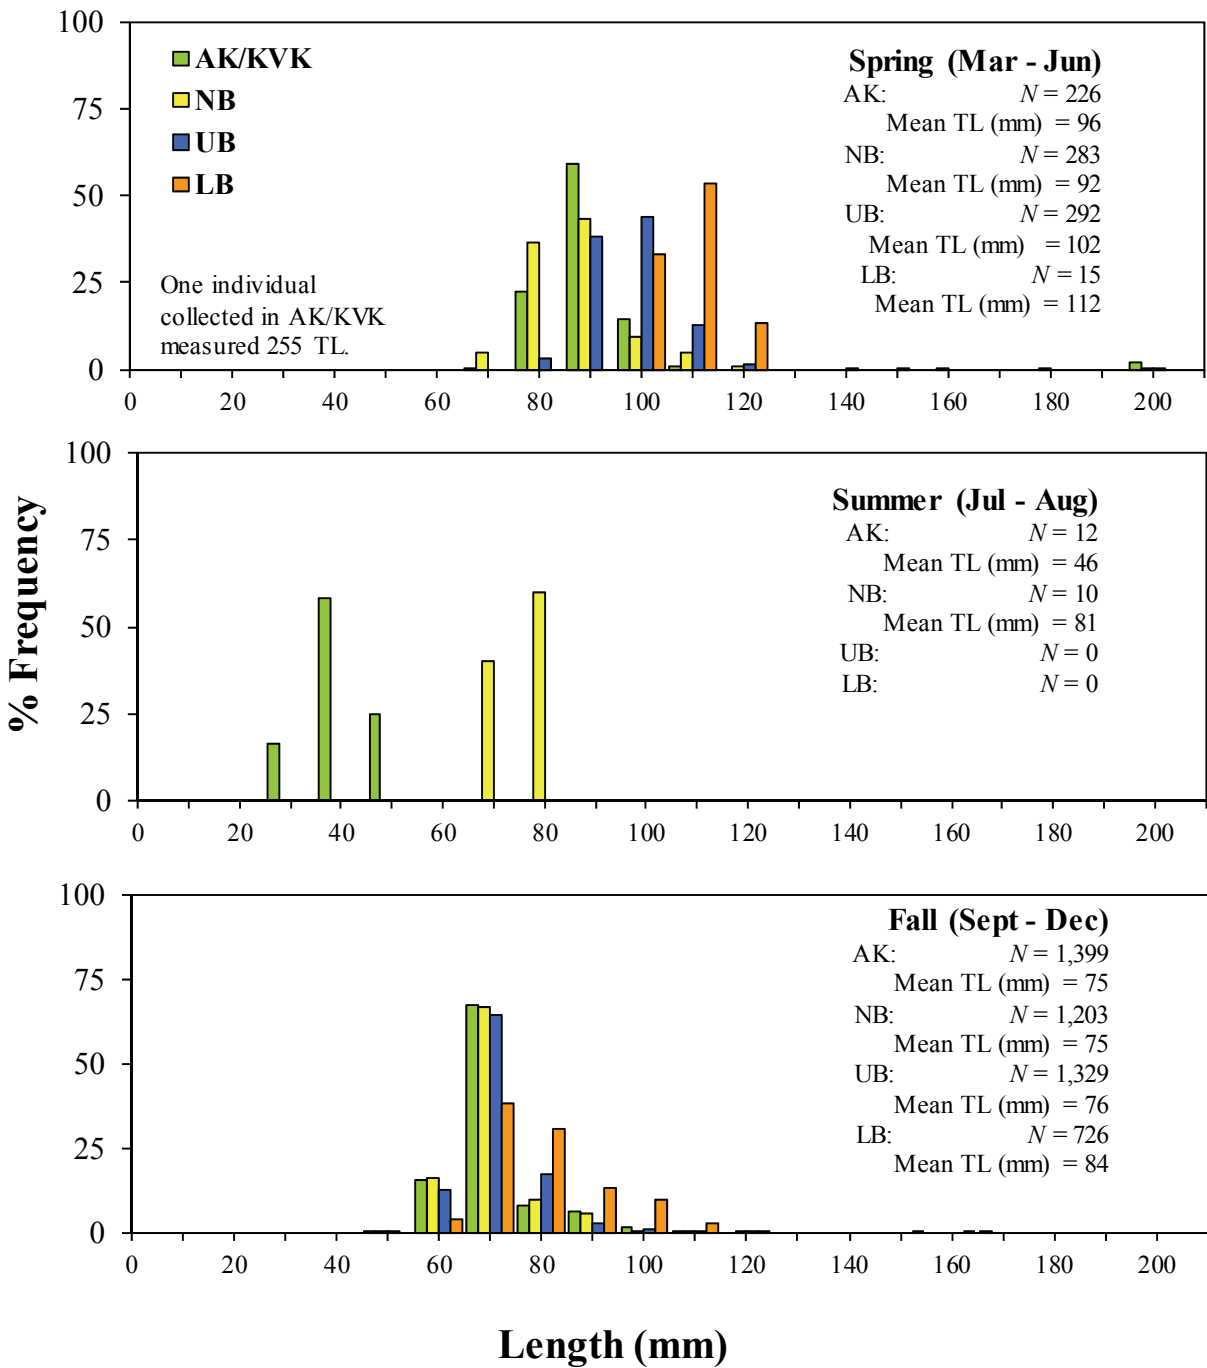 100
75
50
25
0
AK/KVK
NB
UB
LB
Spring (Mar - Jun)
AK: N = 226
Mean TL (mm) = 96
NB: N = 283
Mean TL (mm) = 92
UB: N = 292
Mean TL (mm) = 102
LB: N = 15
Mean TL (mm) = 112
One individual
collected in AK/KVK
measured 255 TL.
0 20 40 60 80 100 120 140 160 180 200
% Frequency
100
75
50
25
0
Summer (Jul - Aug)
AK: N = 12
Mean TL (mm) = 46
NB: N = 10
Mean TL (mm) = 81
UB: N = 0
LB: N = 0
0 20 40 60 80 100 120 140 160 180 200
100
75
50
25
0
Fall (Sept - Dec)
AK: N = 1,399
Mean TL (mm) = 75
NB: N = 1,203
Mean TL (mm) = 75
UB: N = 1,329
Mean TL (mm) = 76
LB: N = 726
Mean TL (mm) = 84
0 20 40 60 80 100 120 140 160 180 200
Length (mm)